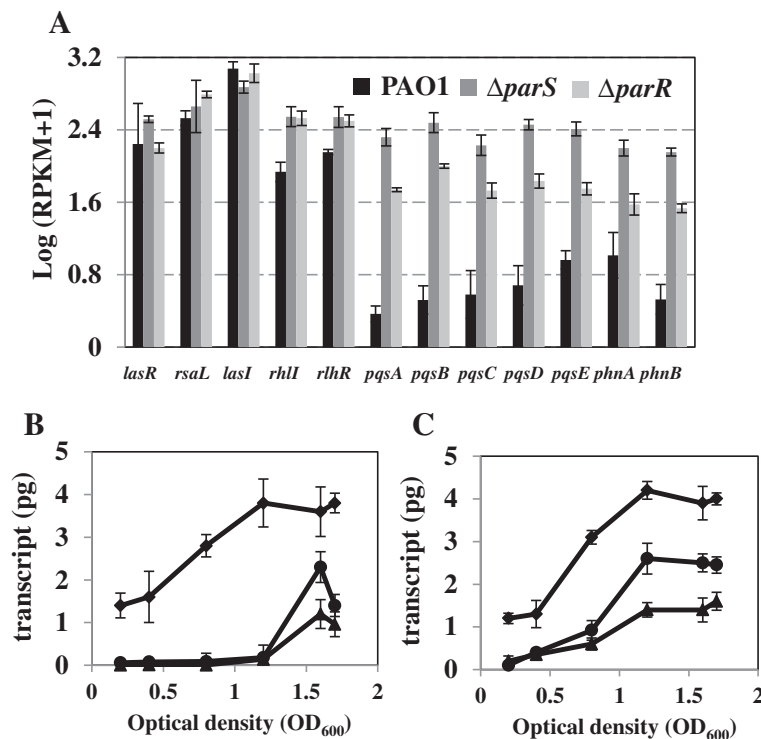 A
3.2
2.4
1.6
0.8
0
Log (RPKM+1)
PAO1 ΔparS ΔparR
lasR rsaL lasI rhlI rlhR pqsA pqsB pqsC pqsD pqsE phnA phnB
B
5
4
3
2
1
0
transcript (pg)
0 0.5 1 1.5 2
Optical density (OD600)
C
5
4
3
2
1
0
transcript (pg)
0 0.5 1 1.5 2
Optical density (OD600)